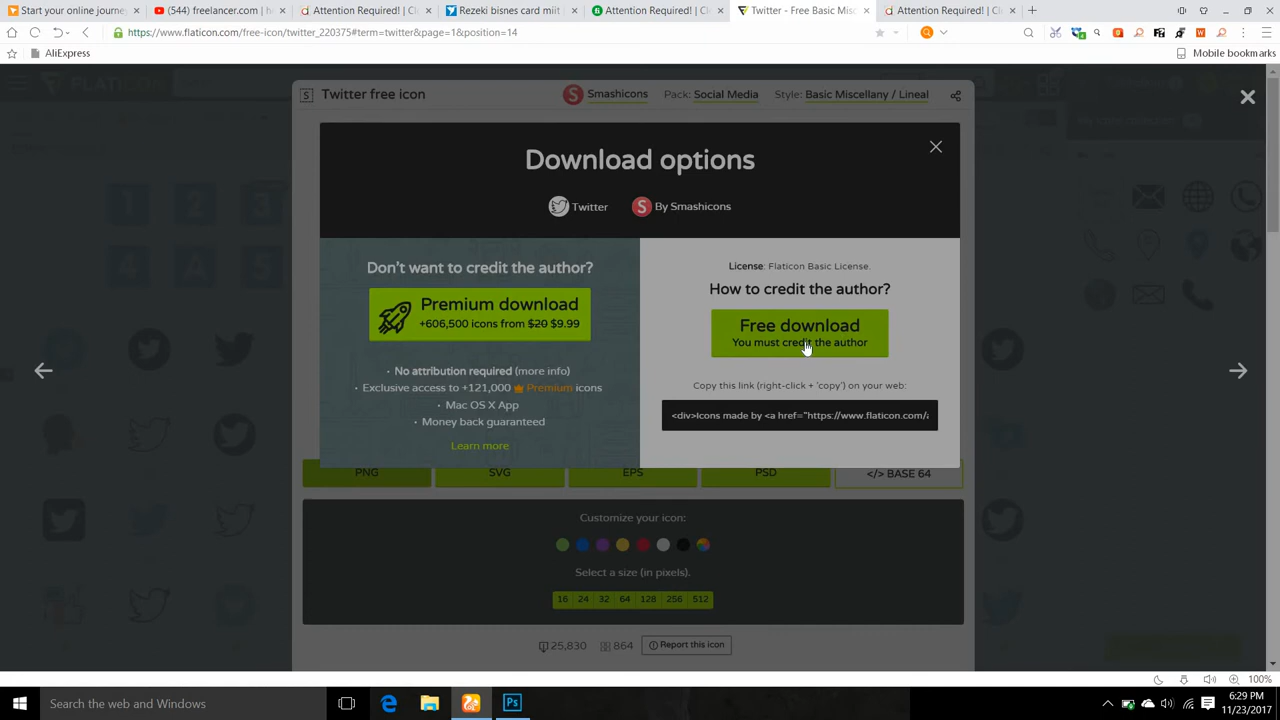 Start your online journey
(544) freelancer.com | h
Attention Required! | Cl
Rezeki bisnes card miit
Attention Required! | Cl
Twitter - Free Basic Misc
Attention Required! | Cl
https://www.flaticon.com/free-icon/twitter_220375#term=twitter&page=1&position=14
AliExpress
Mobile bookmarks
FLATICON
Twitter free icon
Smashicons
Pack: Social Media
Style: Basic Miscellany / Lineal
Download options
Twitter
By Smashicons
Don't want to credit the author?
Premium download
+606,500 icons from $20 $9.99
No attribution required (more info)
Exclusive access to +121,000 Premium icons
Mac OS X App
Money back guaranteed
Learn more
License: Flaticon Basic License.
How to credit the author?
Free download
You must credit the author
Copy this link (right-click + 'copy') on your web:
<div>Icons made by <a href="https://www.flaticon.com/a
PNG
SVG
EPS
PSD
</> BASE 64
Customize your icon:
Select a size (in pixels).
16 24 32 64 128 256 512
25,830
864
Report this icon
100%
Search the web and Windows
6:29 PM
11/23/2017